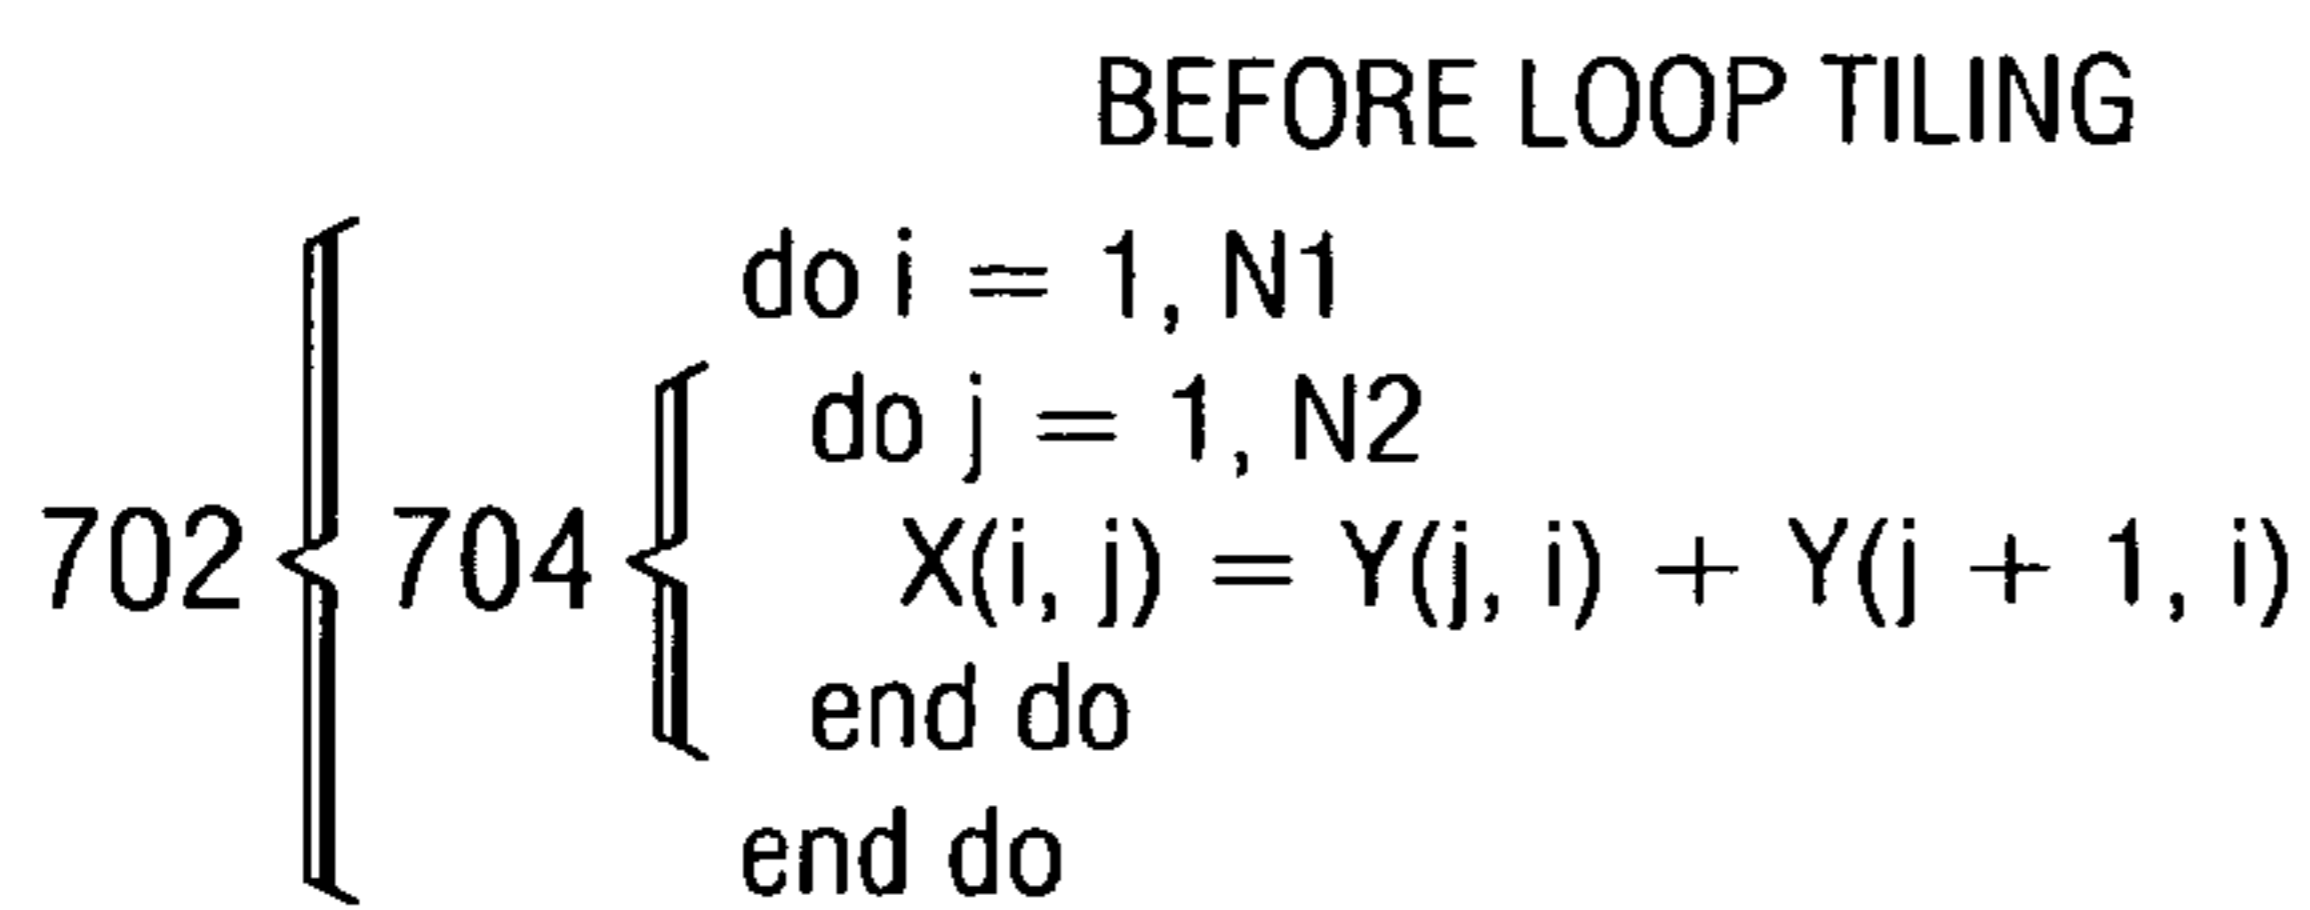 BEFORE LOOP TILING
do i = 1, N1
do j = 1, N2
702 704 X(i, j) = Y(j, i) + Y(j + 1, i)
end do
end do